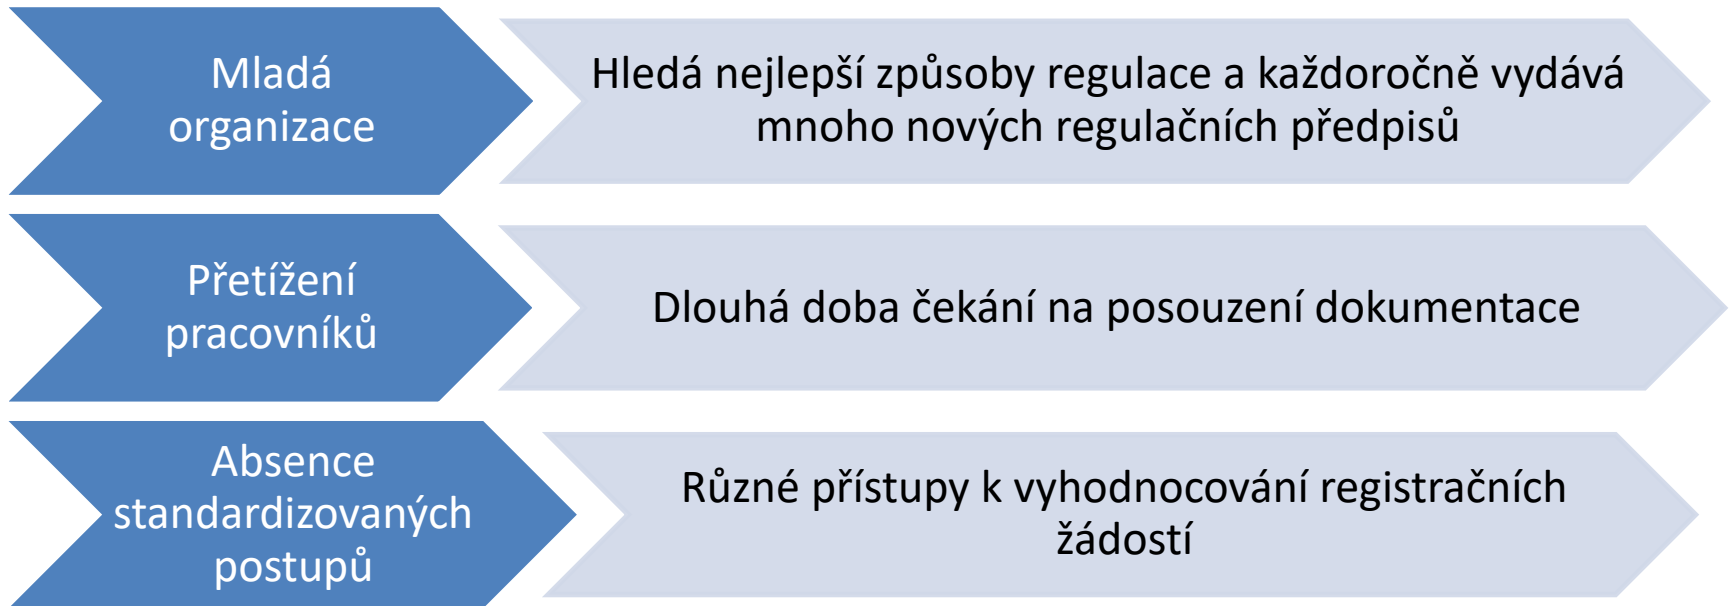 Mladá
organizace
Hledá nejlepší způsoby regulace a každoročně vydává
mnoho nových regulačních předpisů
Přetížení
pracovníků
Dlouhá doba čekání na posouzení dokumentace
Absence
standardizovaných
postupů
Různé přístupy k vyhodnocování registračních
žádostí